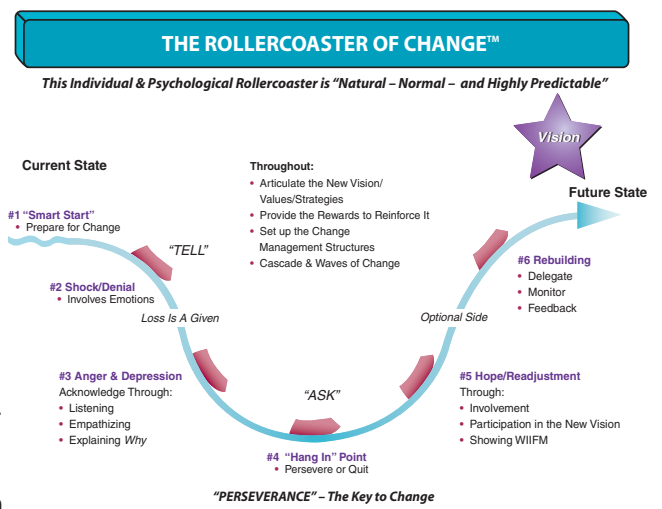 THE ROLLERCOASTER OF CHANGE™
This Individual & Psychological Rollercoaster is “Natural – Normal – and Highly Predictable”
Vision
Current State
Future State
Throughout:
• Articulate the New Vision/
Values/Strategies
• Provide the Rewards to Reinforce It
• Set up the Change
Management Structures
• Cascade & Waves of Change
#1 “Smart Start”
• Prepare for Change
“TELL”
#2 Shock/Denial
• Involves Emotions
Loss Is A Given
#3 Anger & Depression
Acknowledge Through:
• Listening
• Empathizing
• Explaining Why
“ASK”
#4 “Hang In” Point
• Persevere or Quit
Optional Side
#5 Hope/Readjustment
Through:
• Involvement
• Participation in the New Vision
• Showing WIIFM
#6 Rebuilding
• Delegate
• Monitor
• Feedback
“PERSEVERANCE” – The Key to Change